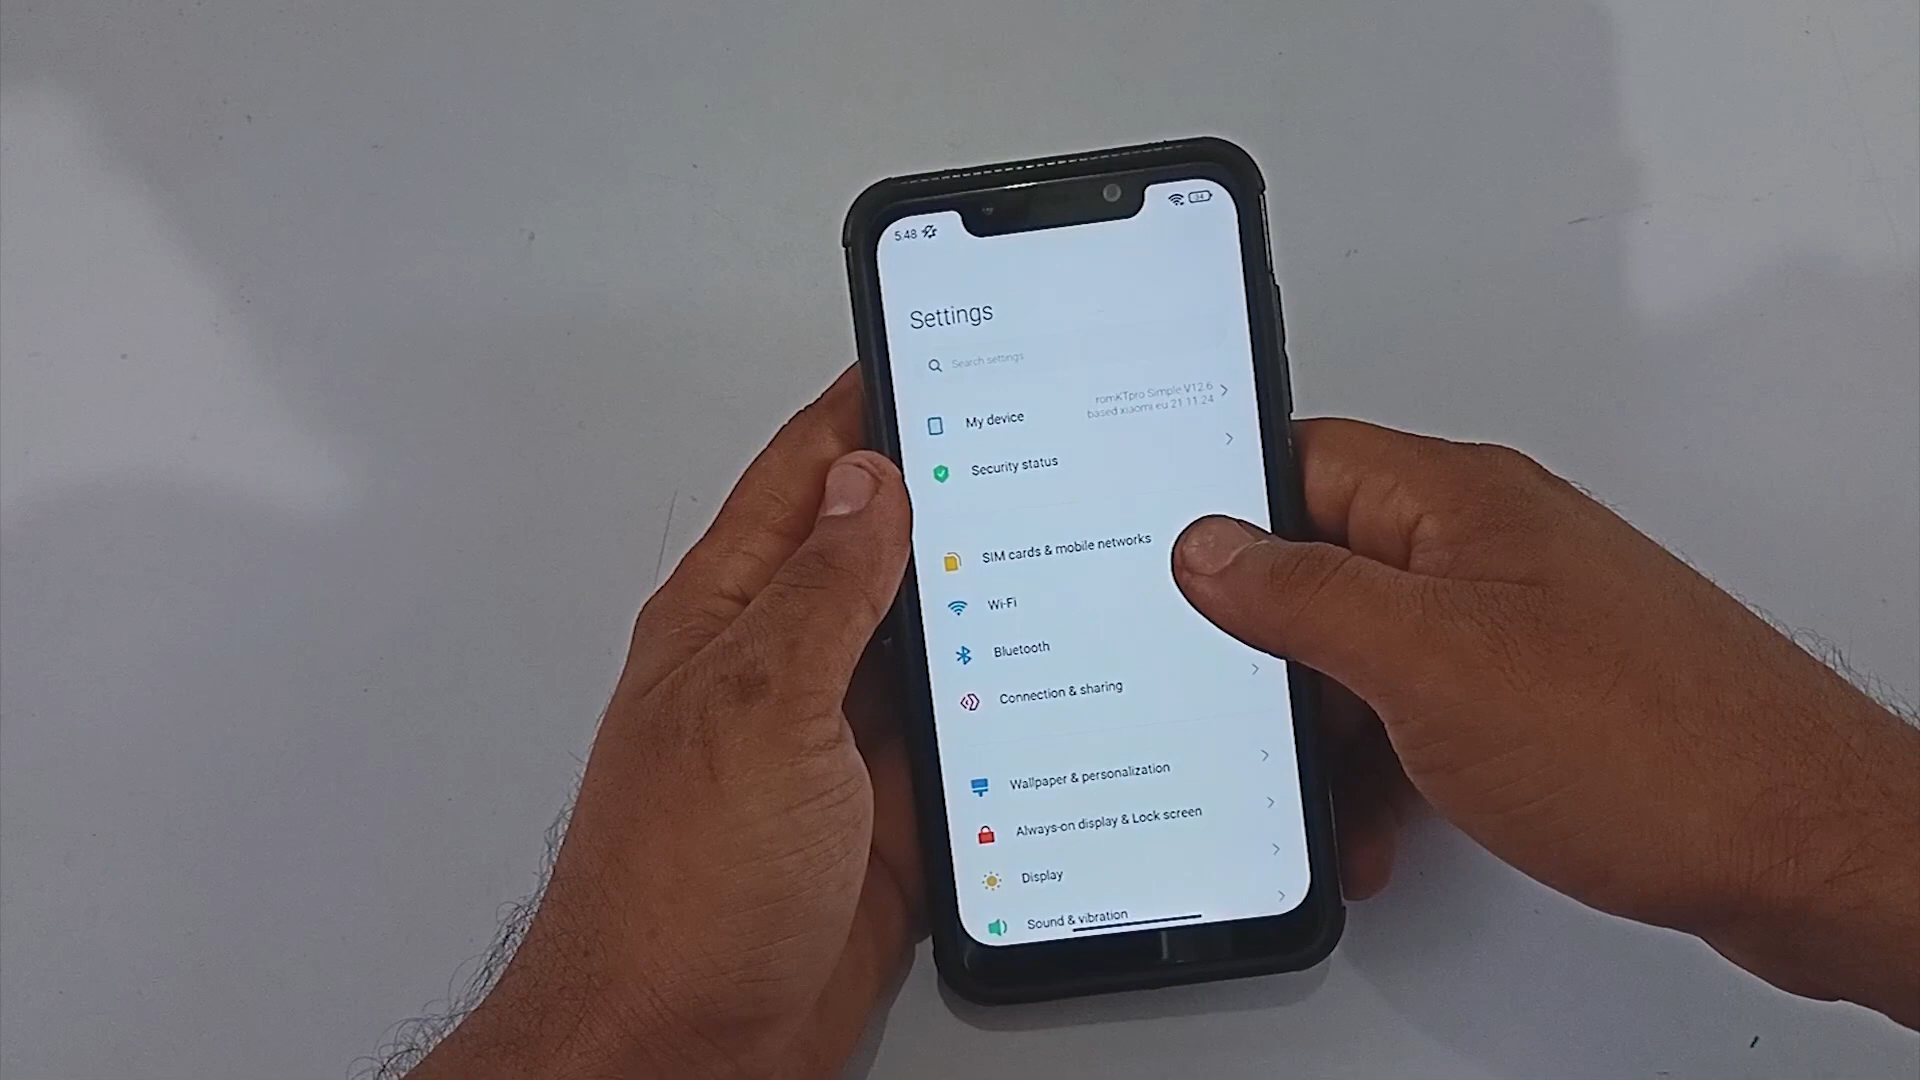 5:48
34
Settings
Search settings
My device
romKTpro Simple V12.6
based xiaomi.eu 21.11.24
Security status
SIM cards & mobile networks
Wi-Fi
Bluetooth
Connection & sharing
Wallpaper & personalization
Always-on display & Lock screen
Display
Sound & vibration